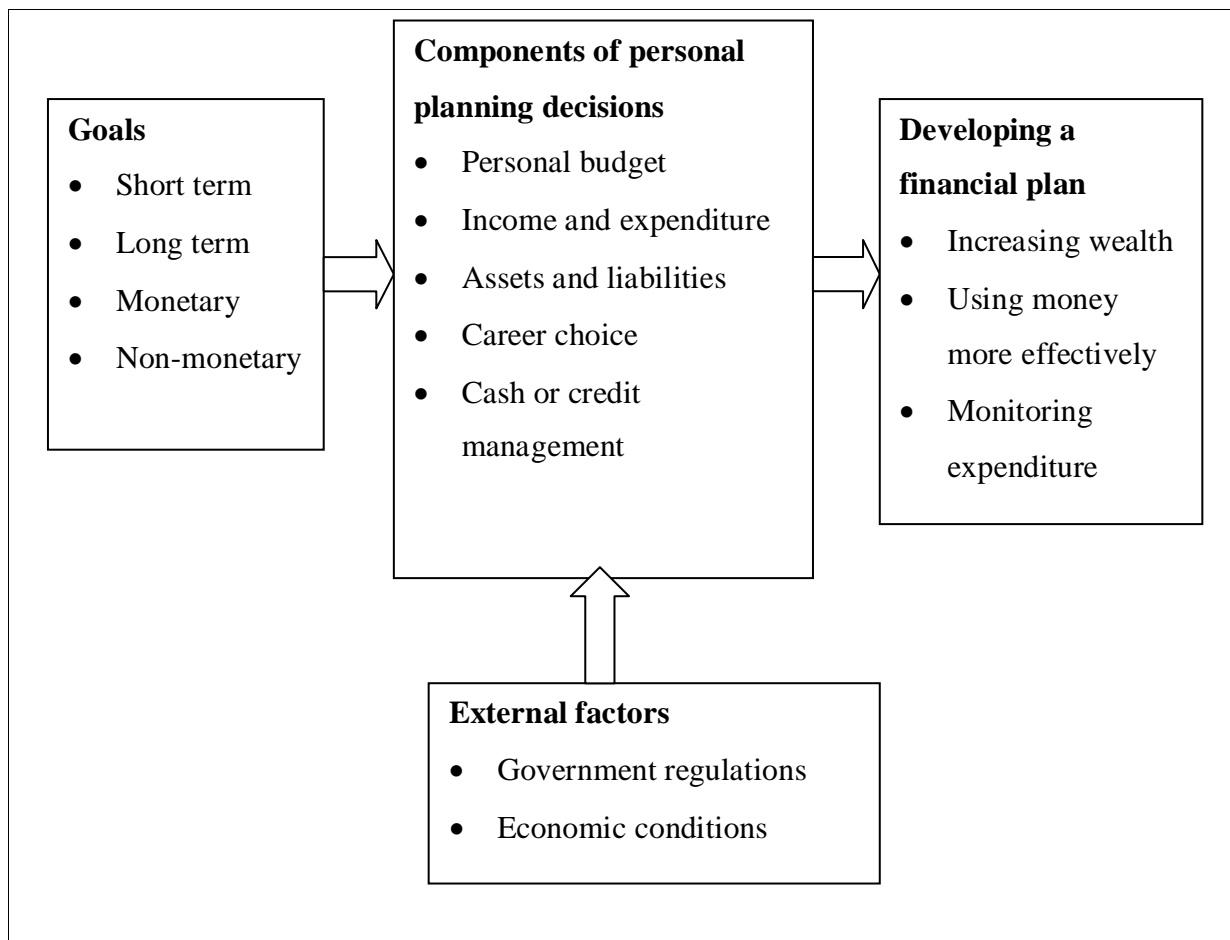 Goals
• Short term
• Long term
• Monetary
• Non-monetary
Components of personal
planning decisions
• Personal budget
• Income and expenditure
• Assets and liabilities
• Career choice
• Cash or credit
management
Developing a
financial plan
• Increasing wealth
• Using money
more effectively
• Monitoring
expenditure
External factors
• Government regulations
• Economic conditions